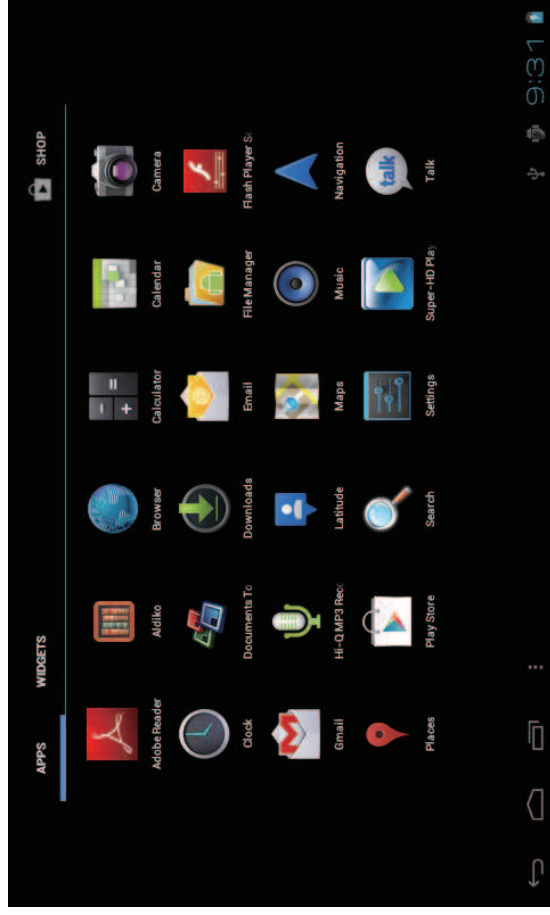 APPS WIDGETS SHOP
Adobe Reader Aldiko Browser Calculator Calendar Camera
Clock Documents To Downloads Email File Manager Flash Player Se
Gmail Hi-Q MP3 Reco Latitude Maps Music Navigation
talk
Places Play Store Search Settings Super-HD Play Talk
9:31